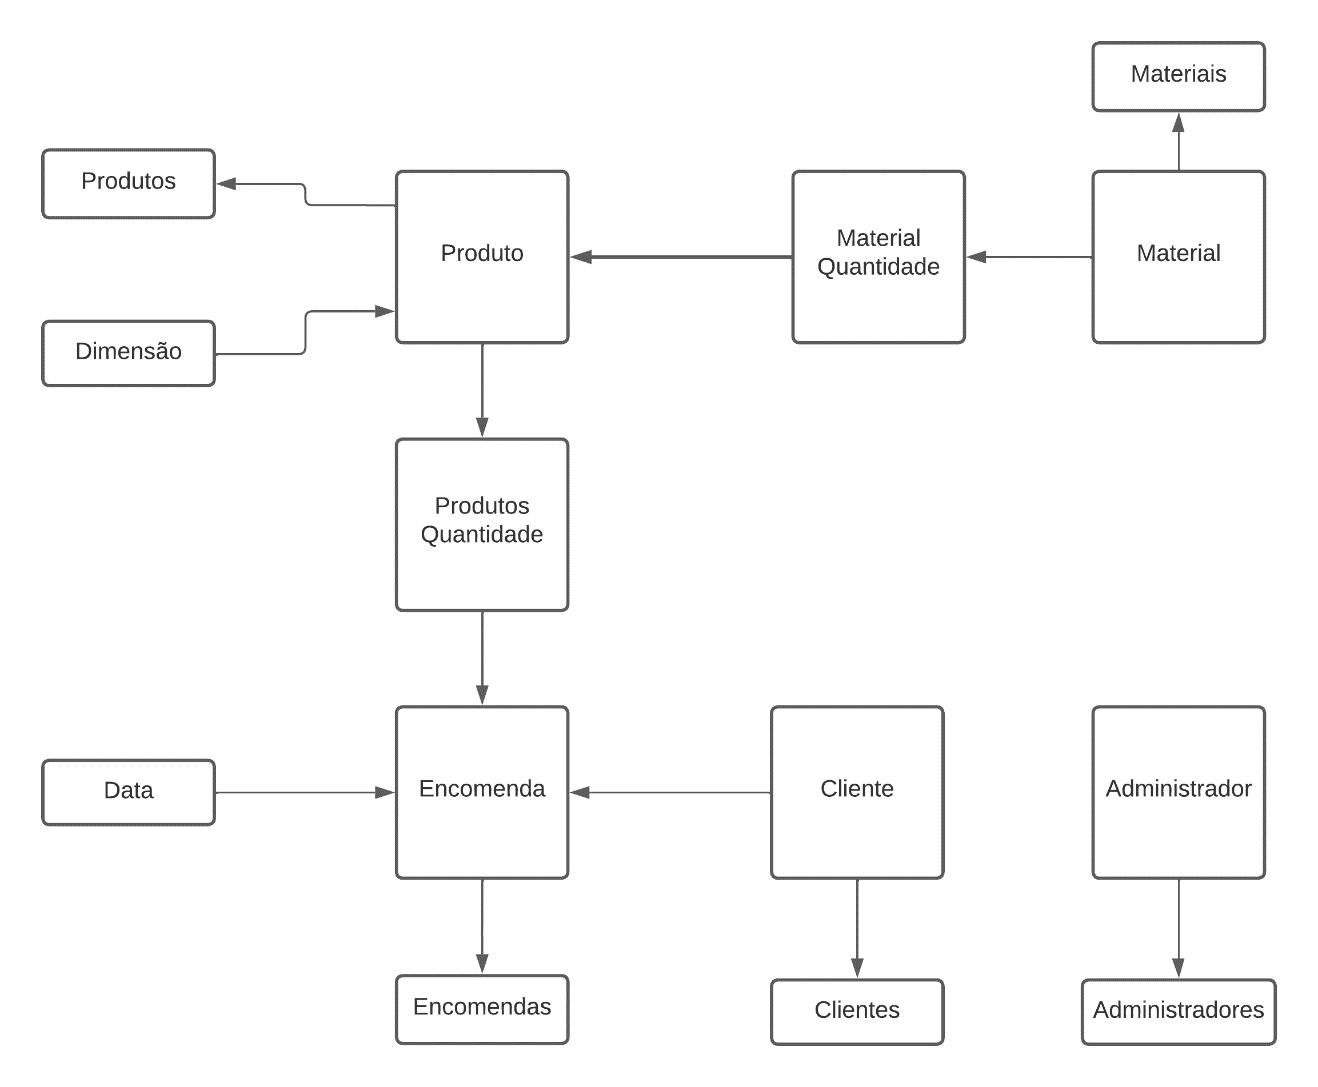 Materiais
Produtos
Produto
Material
Quantidade
Material
Dimensão
Produtos
Quantidade
Data
Encomenda
Cliente
Administrador
Encomendas
Clientes
Administradores